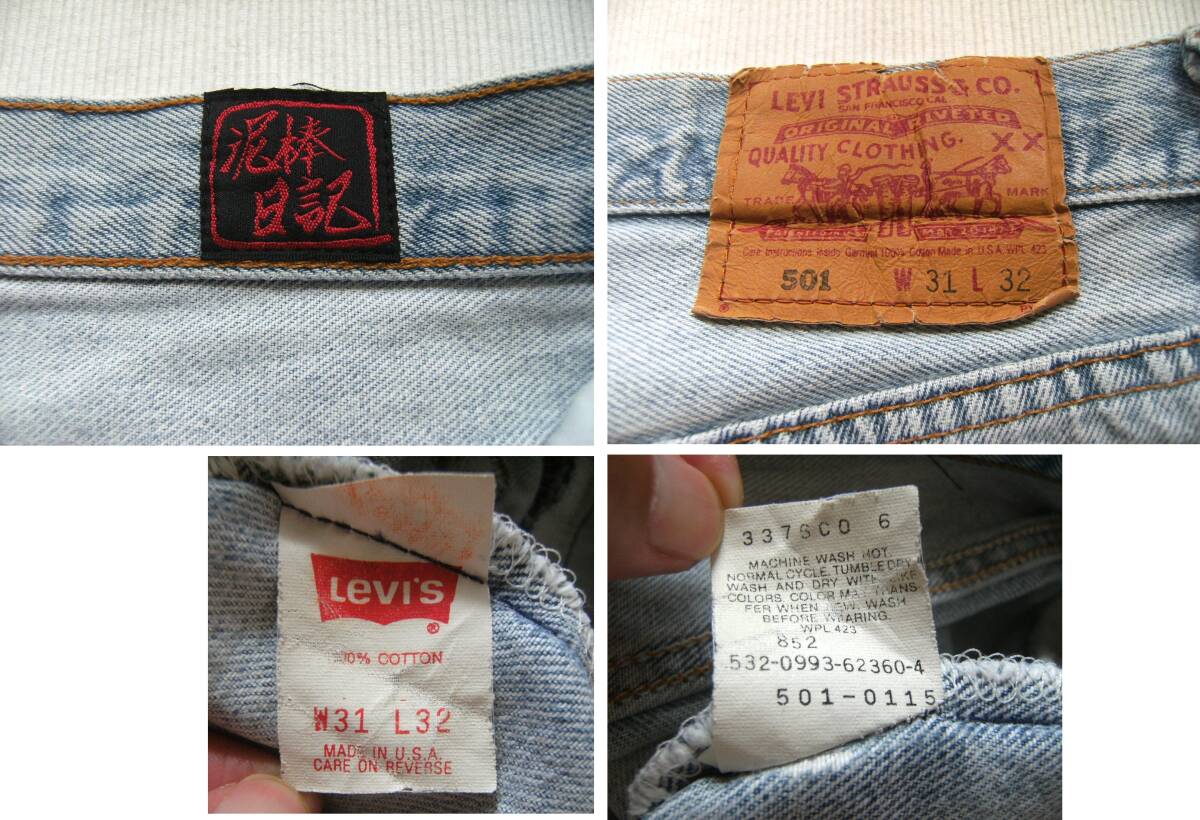 泥棒
日記
LEVI STRAUSS & CO.
SAN FRANCISCO CAL
ORIGINAL RIVETED
QUALITY CLOTHING. XX
TRADE MARK
Care Instructions Inside Garment 100% Cotton Made in U.S.A. WPL 423
501 W 31 L 32
®
Levi's
®
100% COTTON
W31 L32
MADE IN U.S.A.
CARE ON REVERSE
337SCO 6
MACHINE WASH HOT.
NORMAL CYCLE. TUMBLE DRY.
WASH AND DRY WITH LIKE
COLORS. COLOR MAY TRANS
FER WHEN NEW. WASH
BEFORE WEARING.
WPL 423
852
532-0993-62360-4
501-0115